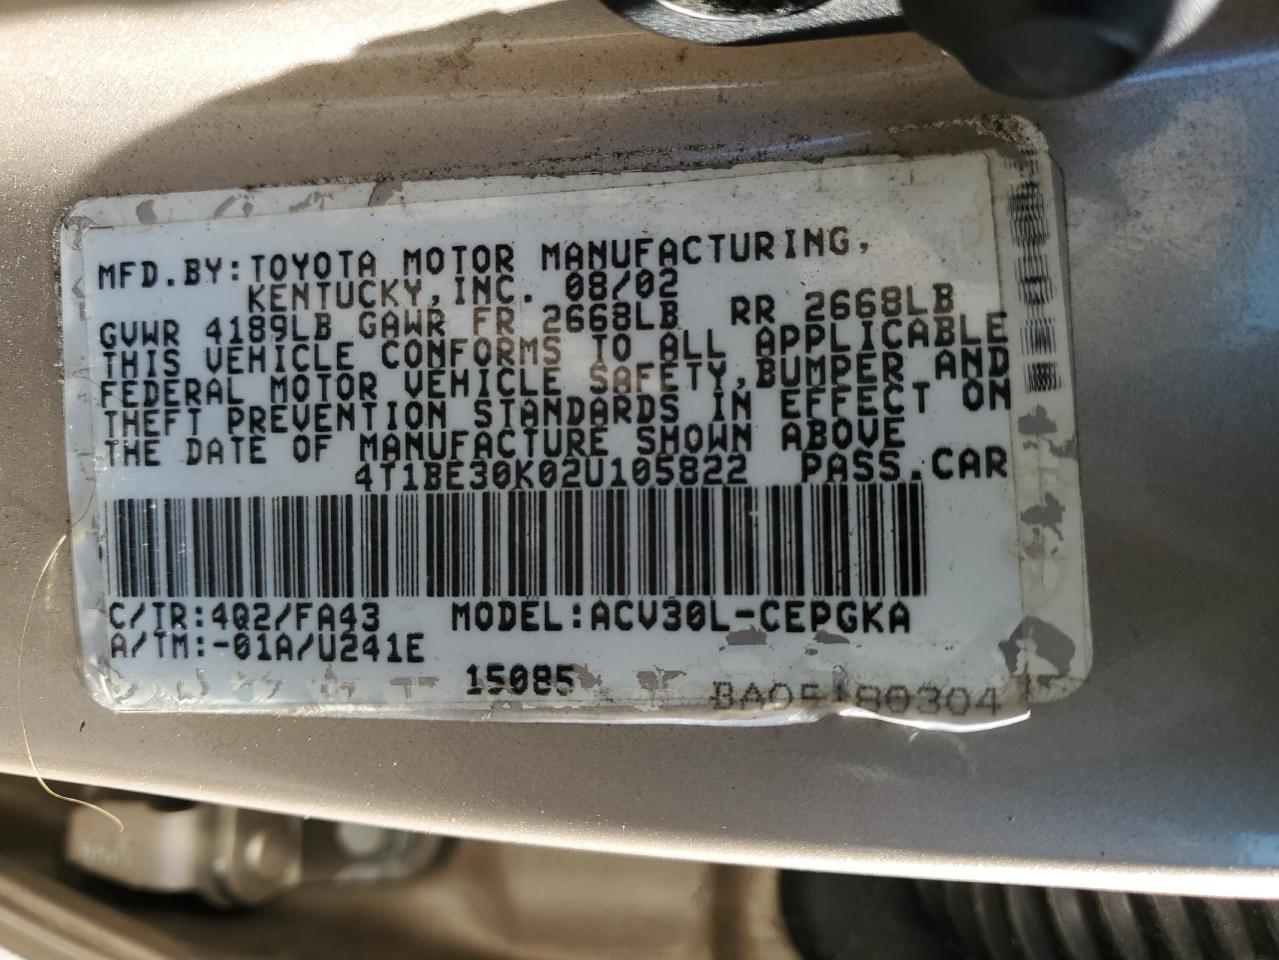 MFD.BY:TOYOTA MOTOR MANUFACTURING,
KENTUCKY,INC. 08/02
GVWR 4189LB GAWR FR 2668LB RR 2668LB
THIS VEHICLE CONFORMS TO ALL APPLICABLE
FEDERAL MOTOR VEHICLE SAFETY,BUMPER AND
THEFT PREVENTION STANDARDS IN EFFECT ON
THE DATE OF MANUFACTURE SHOWN ABOVE
4T1BE30K02U105822 PASS.CAR
C/TR:4Q2/FA43 MODEL:ACV30L-CEPGKA
A/TM:-01A/U241E
15085